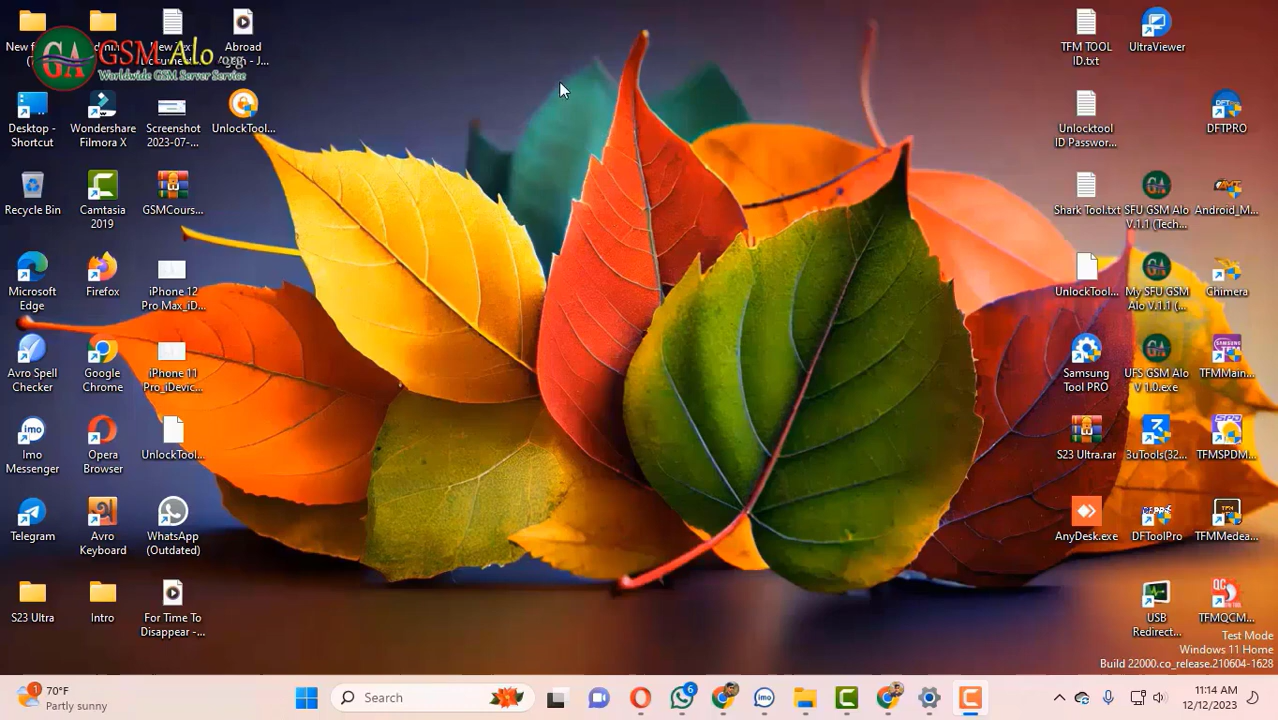 GA GSM Alo
Worldwide GSM Server Service
Abroad
Desktop -
Shortcut
Wondershare
Filmora X
Screenshot
2023-07-...
UnlockTool...
Recycle Bin
Camtasia
2019
GSMCours...
Microsoft
Edge
Firefox
iPhone 12
Pro Max_iD...
Avro Spell
Checker
Google
Chrome
iPhone 11
Pro_iDevic...
Imo
Messenger
Opera
Browser
UnlockTool...
Telegram
Avro
Keyboard
WhatsApp
(Outdated)
S23 Ultra
Intro
For Time To
Disappear -...
TFM TOOL
ID.txt
UltraViewer
Unlocktool
ID Passwor...
DFTPRO
Shark Tool.txt
SFU GSM Alo
V.1.1 (Tech...
Android_M...
UnlockTool...
My SFU GSM
Alo V.1.1 (...
Chimera
Samsung
Tool PRO
UFS GSM Alo
V 1.0.exe
TFMMain...
S23 Ultra.rar
3uTools(32...
TFMSPDM...
AnyDesk.exe
DFToolPro
TFMMedea...
USB
Redirect...
TFMQCM...
Test Mode
Windows 11 Home
Build 22000.co_release.210604-1628
1
70°F
Partly sunny
Search
6
11:14 AM
12/12/2023